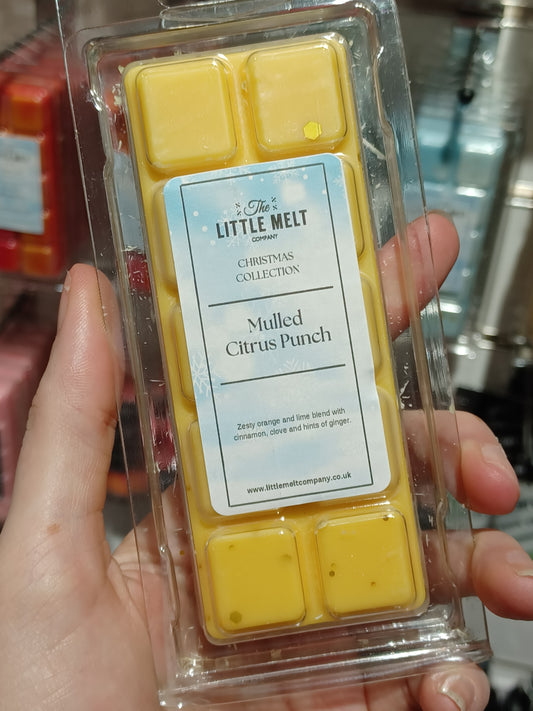 The
LITTLE MELT
COMPANY
CHRISTMAS
COLLECTION
Mulled
Citrus Punch
Zesty orange and lime blend with
cinnamon, clove and hints of ginger.
www.littlemeltcompany.co.uk